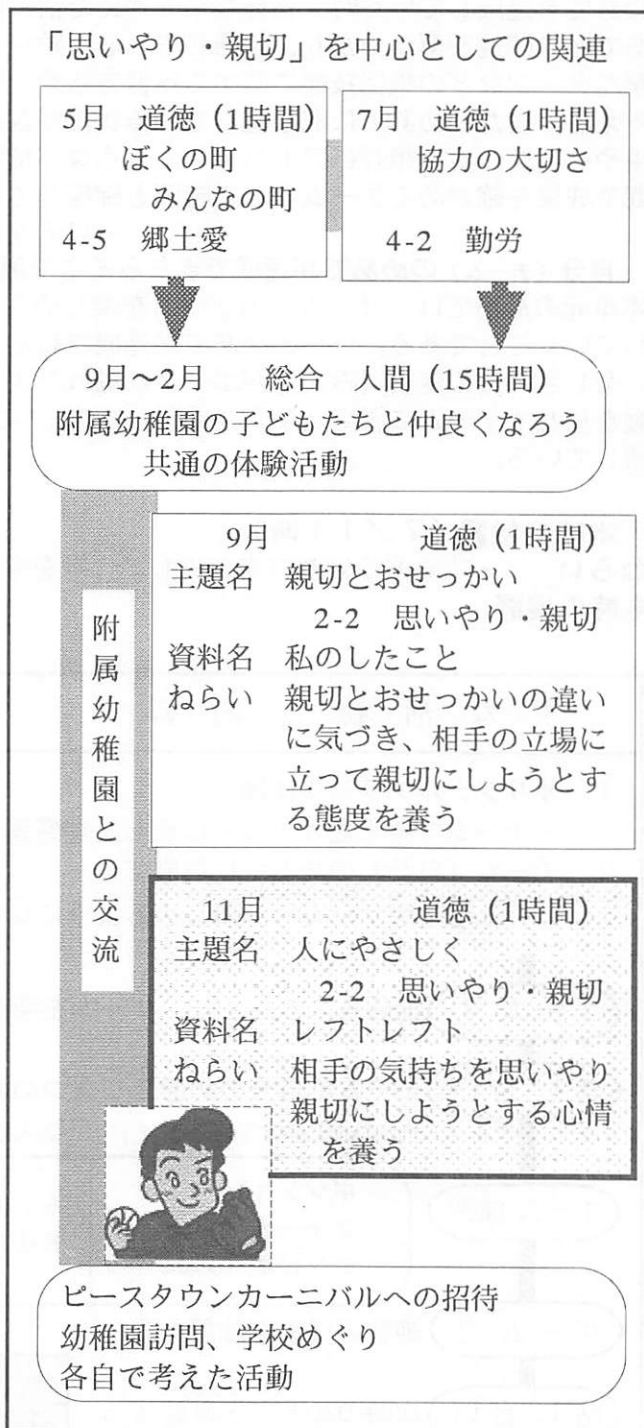 「思いやり・親切」を中心としての関連
5月　道徳（1時間）
ぼくの町
みんなの町
4-5　郷土愛
7月　道徳（1時間）
協力の大切さ
4-2　勤労
9月～2月　　総合　人間（15時間）
附属幼稚園の子どもたちと仲良くなろう
共通の体験活動
附属幼稚園との交流
9月　　　　　道徳（1時間）
主題名　親切とおせっかい
2-2　思いやり・親切
資料名　私のしたこと
ねらい　親切とおせっかいの違い
に気づき、相手の立場に
立って親切にしようとす
る態度を養う
11月　　　　　道徳（1時間）
主題名　人にやさしく
2-2　思いやり・親切
資料名　レフトレフト
ねらい　相手の気持ちを思いやり
親切にしようとする心情
を養う
ピースタウンカーニバルへの招待
幼稚園訪問、学校めぐり
各自で考えた活動